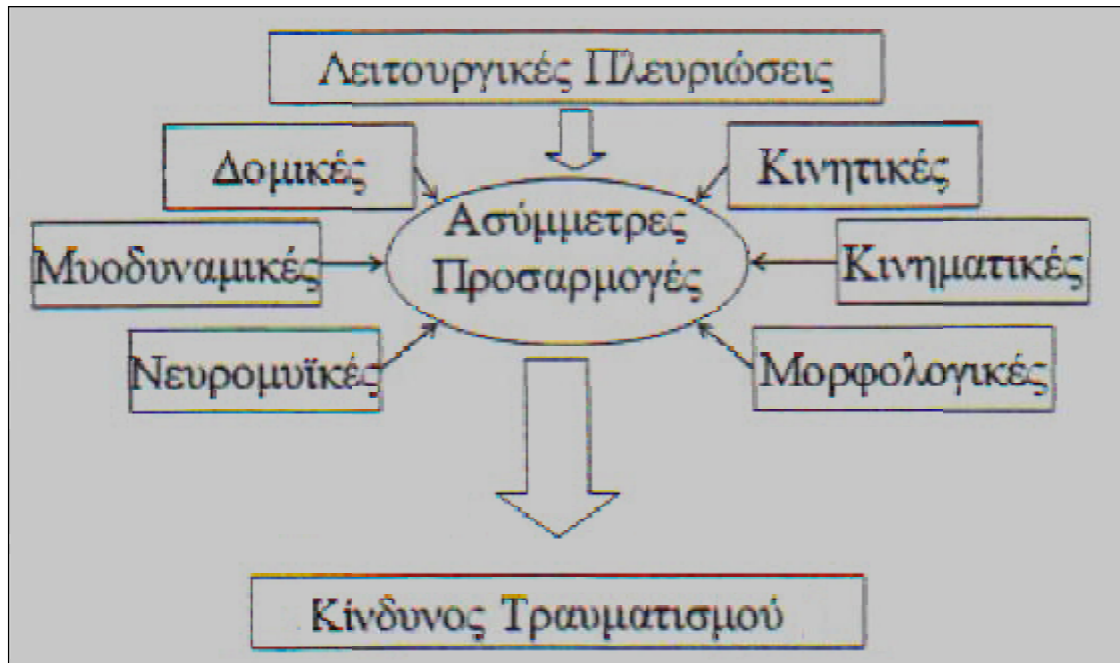 Λειτουργικές Πλευριώσεις
Δομικές
Κινητικές
Ασύμμετρες
Προσαρμογές
Μυοδυναμικές
Κινηματικές
Νευρομυϊκές
Μορφολογικές
Κίνδυνος Τραυματισμού